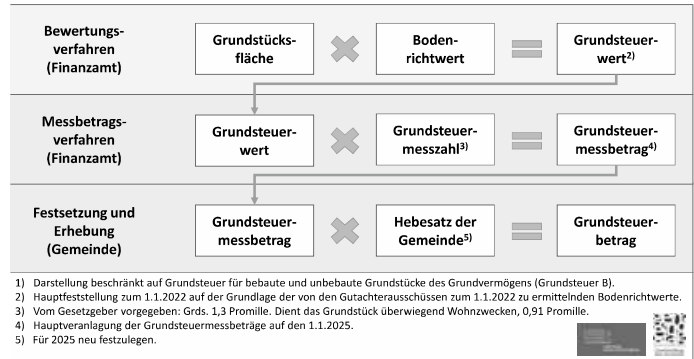 Bewertungs-
verfahren
(Finanzamt)
Grundstücks-
fläche
Boden-
richtwert
Grundsteuer-
wert2)
Messbetrags-
verfahren
(Finanzamt)
Grundsteuer-
wert
Grundsteuer-
messzahl3)
Grundsteuer-
messbetrag4)
Festsetzung und
Erhebung
(Gemeinde)
Grundsteuer-
messbetrag
Hebesatz der
Gemeinde5)
Grundsteuer-
betrag
1) Darstellung beschränkt auf Grundsteuer für bebaute und unbebaute Grundstücke des Grundvermögens (Grundsteuer B).
2) Hauptfeststellung zum 1.1.2022 auf der Grundlage der von den Gutachterausschüssen zum 1.1.2022 zu ermittelnden Bodenrichtwerte.
3) Vom Gesetzgeber vorgegeben: Grds. 1,3 Promille. Dient das Grundstück überwiegend Wohnzwecken, 0,91 Promille.
4) Hauptveranlagung der Grundsteuermessbeträge auf den 1.1.2025.
5) Für 2025 neu festzulegen.